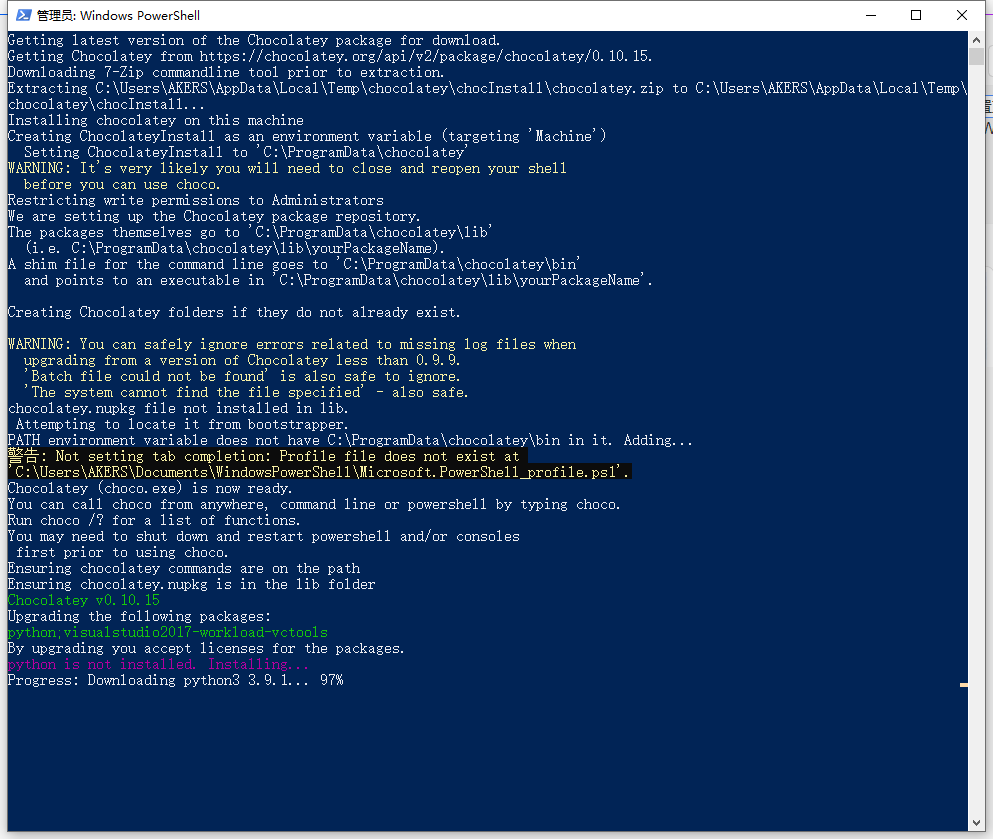 管理员: Windows PowerShell
Getting latest version of the Chocolatey package for download.
Getting Chocolatey from https://chocolatey.org/api/v2/package/chocolatey/0.10.15.
Downloading 7-Zip commandline tool prior to extraction.
Extracting C:\Users\AKERS\AppData\Local\Temp\chocolatey\chocInstall\chocolatey.zip to C:\Users\AKERS\AppData\Local\Temp\
chocolatey\chocInstall...
Installing chocolatey on this machine
Creating ChocolateyInstall as an environment variable (targeting 'Machine')
  Setting ChocolateyInstall to 'C:\ProgramData\chocolatey'
WARNING: It's very likely you will need to close and reopen your shell
  before you can use choco.
Restricting write permissions to Administrators
We are setting up the Chocolatey package repository.
The packages themselves go to 'C:\ProgramData\chocolatey\lib'
  (i.e. C:\ProgramData\chocolatey\lib\yourPackageName).
A shim file for the command line goes to 'C:\ProgramData\chocolatey\bin'
  and points to an executable in 'C:\ProgramData\chocolatey\lib\yourPackageName'.
Creating Chocolatey folders if they do not already exist.
WARNING: You can safely ignore errors related to missing log files when
  upgrading from a version of Chocolatey less than 0.9.9.
  'Batch file could not be found' is also safe to ignore.
  'The system cannot find the file specified' - also safe.
chocolatey.nupkg file not installed in lib.
 Attempting to locate it from bootstrapper.
PATH environment variable does not have C:\ProgramData\chocolatey\bin in it. Adding...
警告: Not setting tab completion: Profile file does not exist at
'C:\Users\AKERS\Documents\WindowsPowerShell\Microsoft.PowerShell_profile.ps1'.
Chocolatey (choco.exe) is now ready.
You can call choco from anywhere, command line or powershell by typing choco.
Run choco /? for a list of functions.
You may need to shut down and restart powershell and/or consoles
 first prior to using choco.
Ensuring chocolatey commands are on the path
Ensuring chocolatey.nupkg is in the lib folder
Chocolatey v0.10.15
Upgrading the following packages:
python;visualstudio2017-workload-vctools
By upgrading you accept licenses for the packages.
python is not installed. Installing...
Progress: Downloading python3 3.9.1... 97%